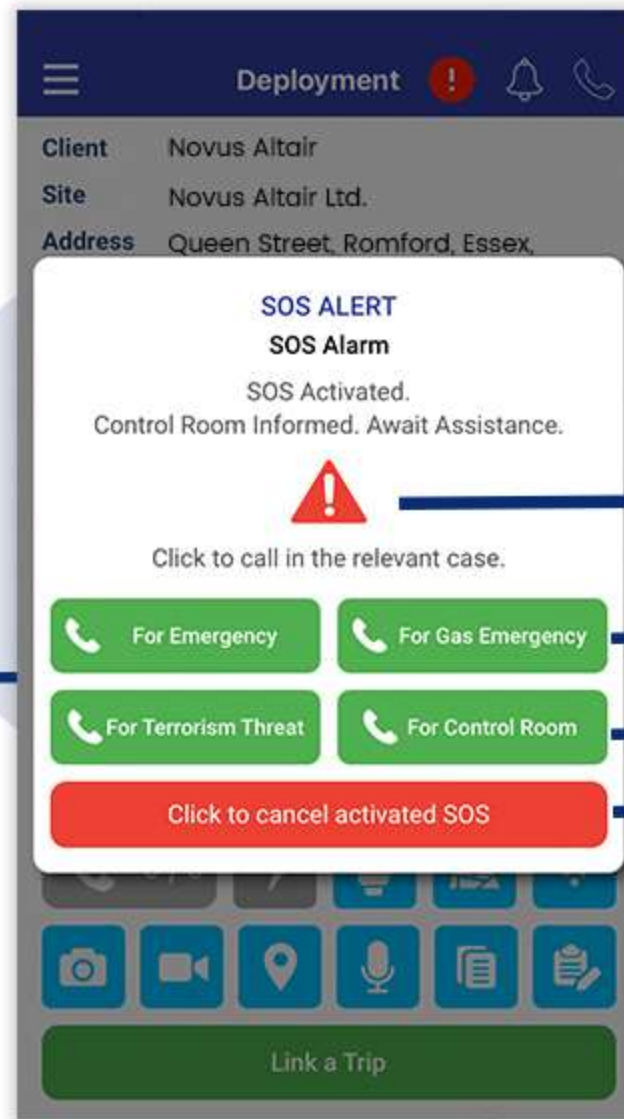 Deployment
Client Novus Altair
Site Novus Altair Ltd.
Address Queen Street, Romford, Essex,
SOS ALERT
SOS Alarm
SOS Activated.
Control Room Informed. Await Assistance.
Click to call in the relevant case.
For Emergency
For Gas Emergency
For Terrorism Threat
For Control Room
Click to cancel activated SOS
Link a Trip